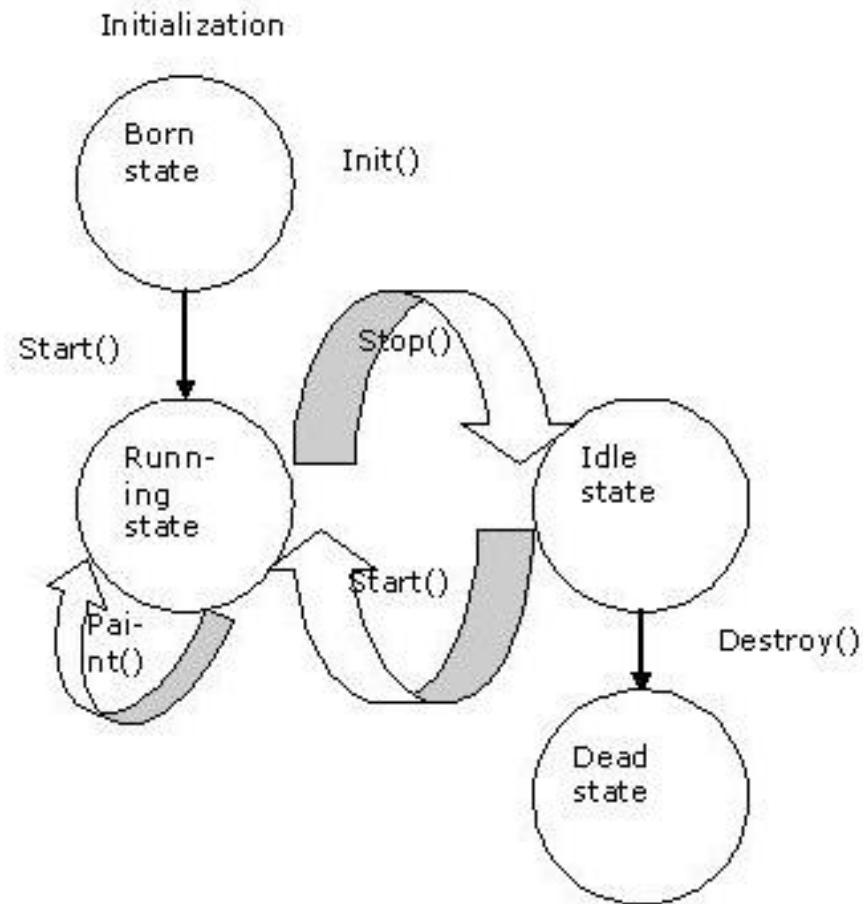 Initialization
Born
state
Init()
Start()
Stop()
Runn-
ing
state
Idle
state
Start()
Pai-
nt()
Destroy()
Dead
state